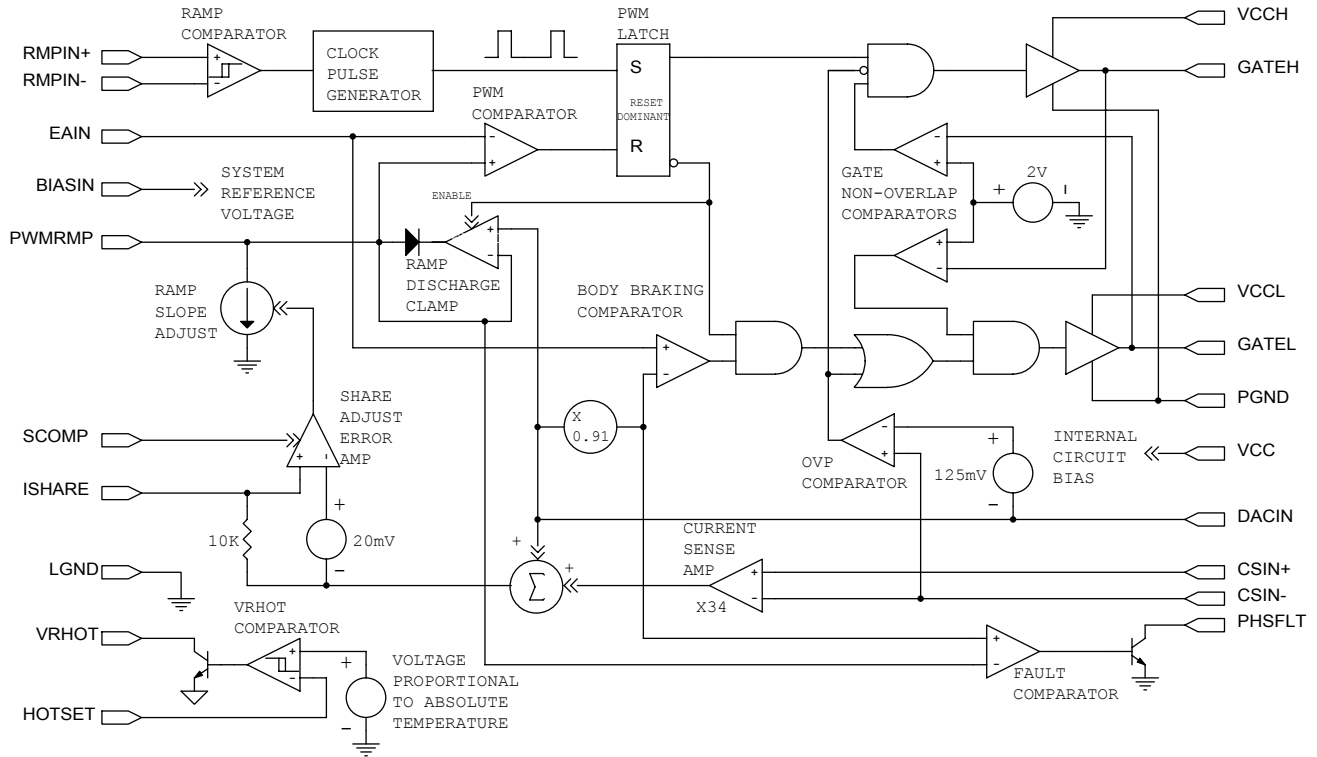 RAMP
COMPARATOR
RMPIN+
RMPIN-
+
-
CLOCK
PULSE
GENERATOR
PWM
LATCH
S
RESET
DOMINANT
R
VCCH
GATEH
EAIN
PWM
COMPARATOR
-
+
BIASIN
SYSTEM
REFERENCE
VOLTAGE
ENABLE
-
+
GATE
NON-OVERLAP
COMPARATORS
+
2V
-
PWMRMP
+
-
RAMP
DISCHARGE
CLAMP
+
-
RAMP
SLOPE
ADJUST
BODY BRAKING
COMPARATOR
+
-
VCCL
GATEL
PGND
SHARE
ADJUST
ERROR
AMP
SCOMP
+
-
X
0.91
-
+
OVP
COMPARATOR
+
125mV
-
INTERNAL
CIRCUIT
BIAS
VCC
ISHARE
10K
+
20mV
-
DACIN
+
+
Σ
CURRENT
SENSE
AMP
X34
+
-
CSIN+
CSIN-
LGND
PHSFLT
VRHOT
VRHOT
COMPARATOR
+
-
HOTSET
+
-
VOLTAGE
PROPORTIONAL
TO ABSOLUTE
TEMPERATURE
+
-
FAULT
COMPARATOR